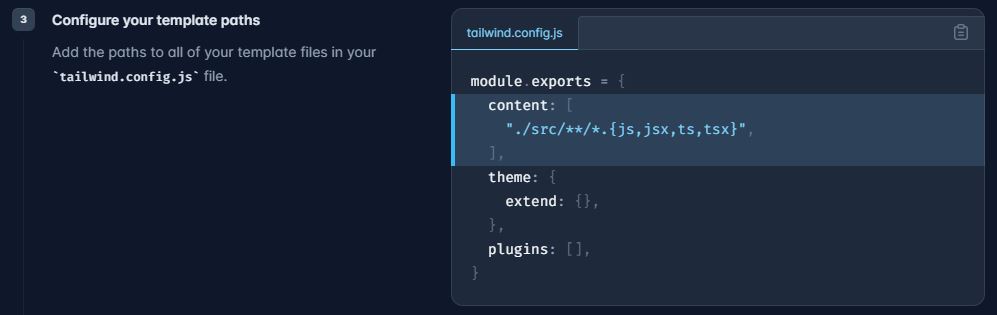 3 Configure your template paths
Add the paths to all of your template files in your
`tailwind.config.js` file.
tailwind.config.js
module.exports = {
  content: [
    "./src/**/*.{js,jsx,ts,tsx}",
  ],
  theme: {
    extend: {},
  },
  plugins: [],
}